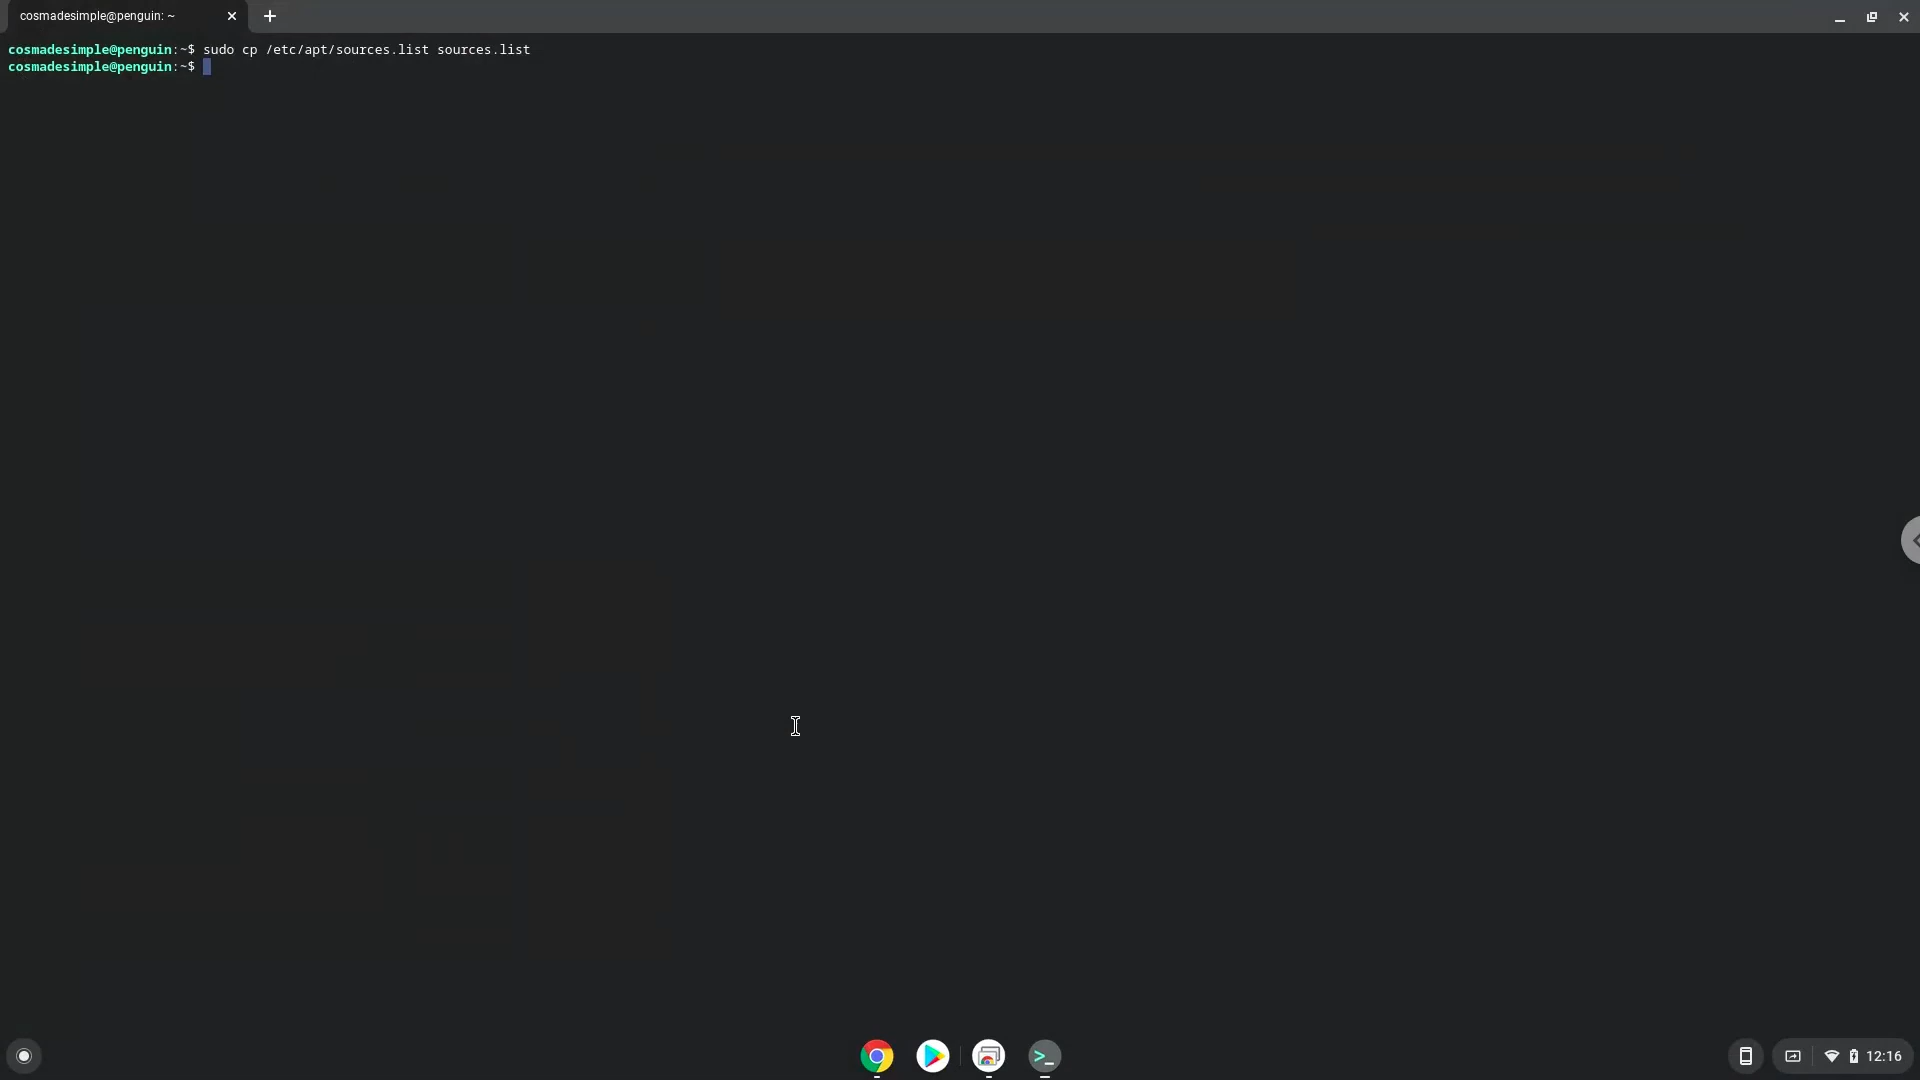 cosmadesimple@penguin: ~
cosmadesimple@penguin:~$ sudo cp /etc/apt/sources.list sources.list
cosmadesimple@penguin:~$
>_
12:16